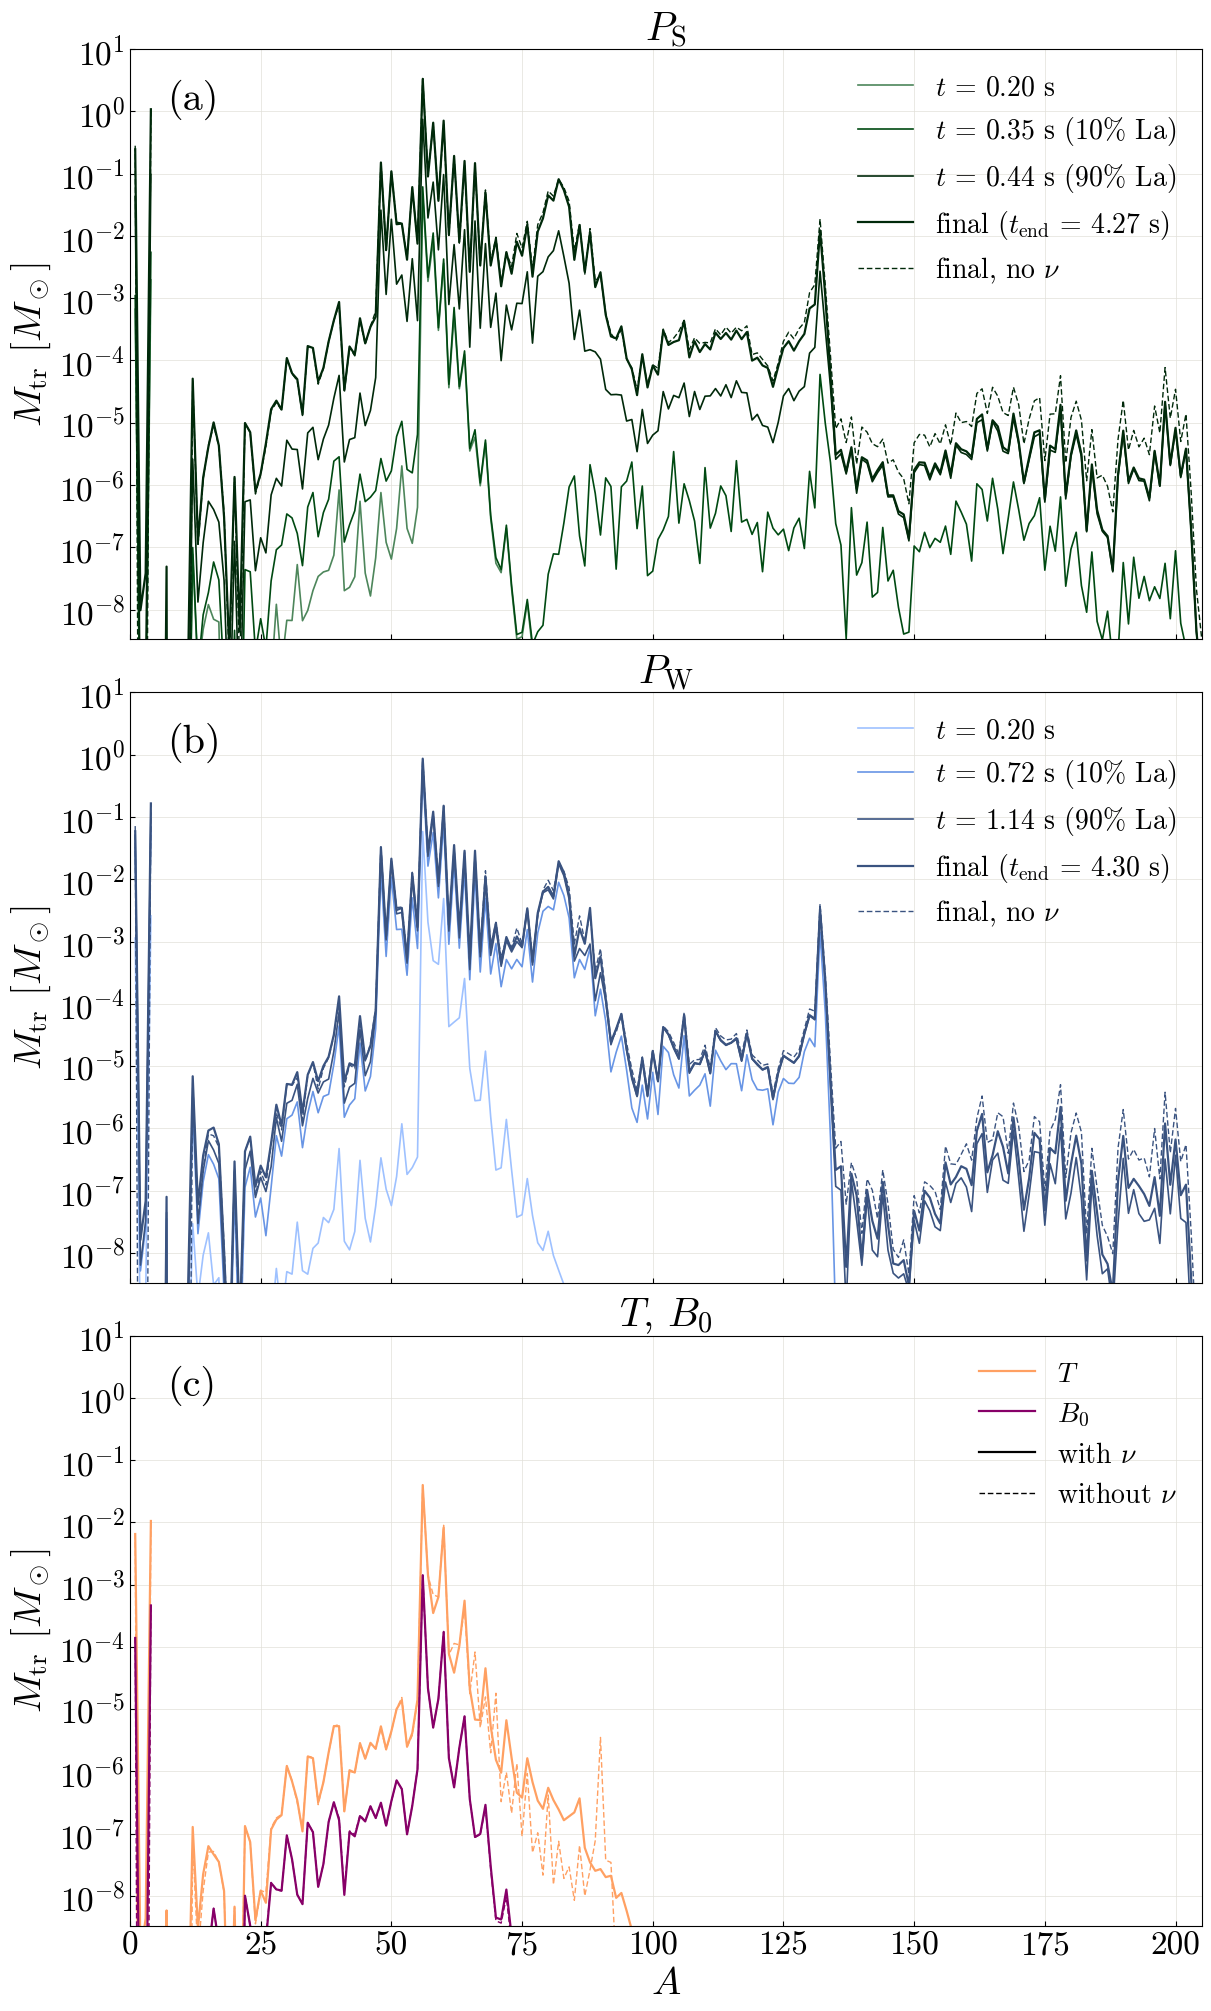 P_S
10^1
10^0
10^−1
10^−2
10^−3
10^−4
10^−5
10^−6
10^−7
10^−8
M_tr [M_⊙]
(a)
t = 0.20 s
t = 0.35 s (10% La)
t = 0.44 s (90% La)
final (t_end = 4.27 s)
final, no ν
P_W
10^1
10^0
10^−1
10^−2
10^−3
10^−4
10^−5
10^−6
10^−7
10^−8
M_tr [M_⊙]
(b)
t = 0.20 s
t = 0.72 s (10% La)
t = 1.14 s (90% La)
final (t_end = 4.30 s)
final, no ν
T, B_0
10^1
10^0
10^−1
10^−2
10^−3
10^−4
10^−5
10^−6
10^−7
10^−8
M_tr [M_⊙]
(c)
T
B_0
with ν
without ν
0 25 50 75 100 125 150 175 200
A